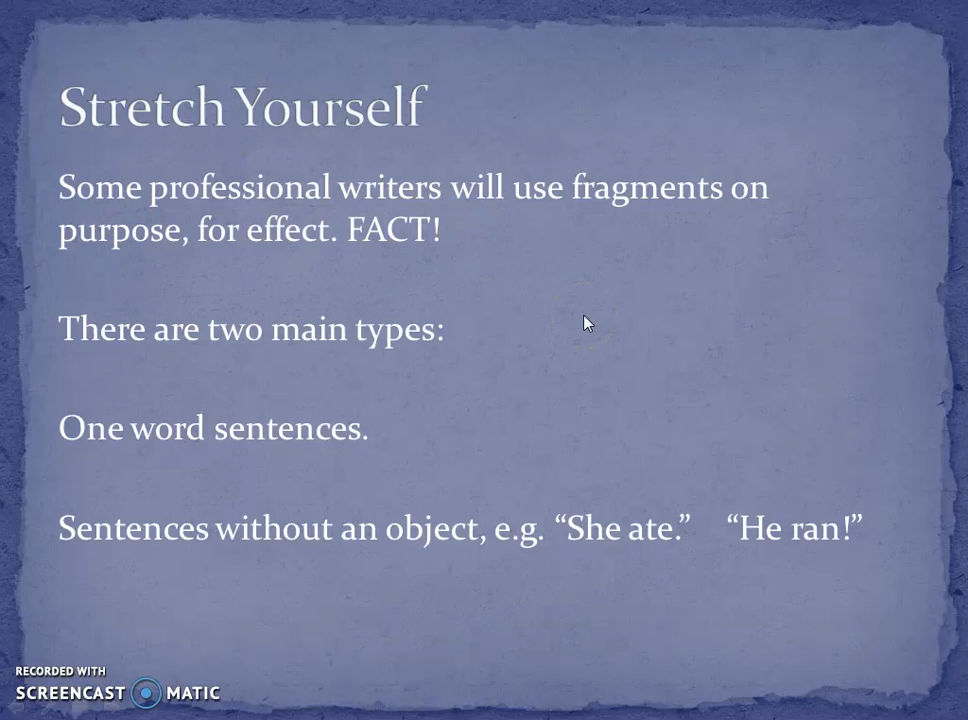 Stretch Yourself
Some professional writers will use fragments on
purpose, for effect. FACT!
There are two main types:
One word sentences.
Sentences without an object, e.g. “She ate.” “He ran!”
RECORDED WITH
SCREENCAST MATIC